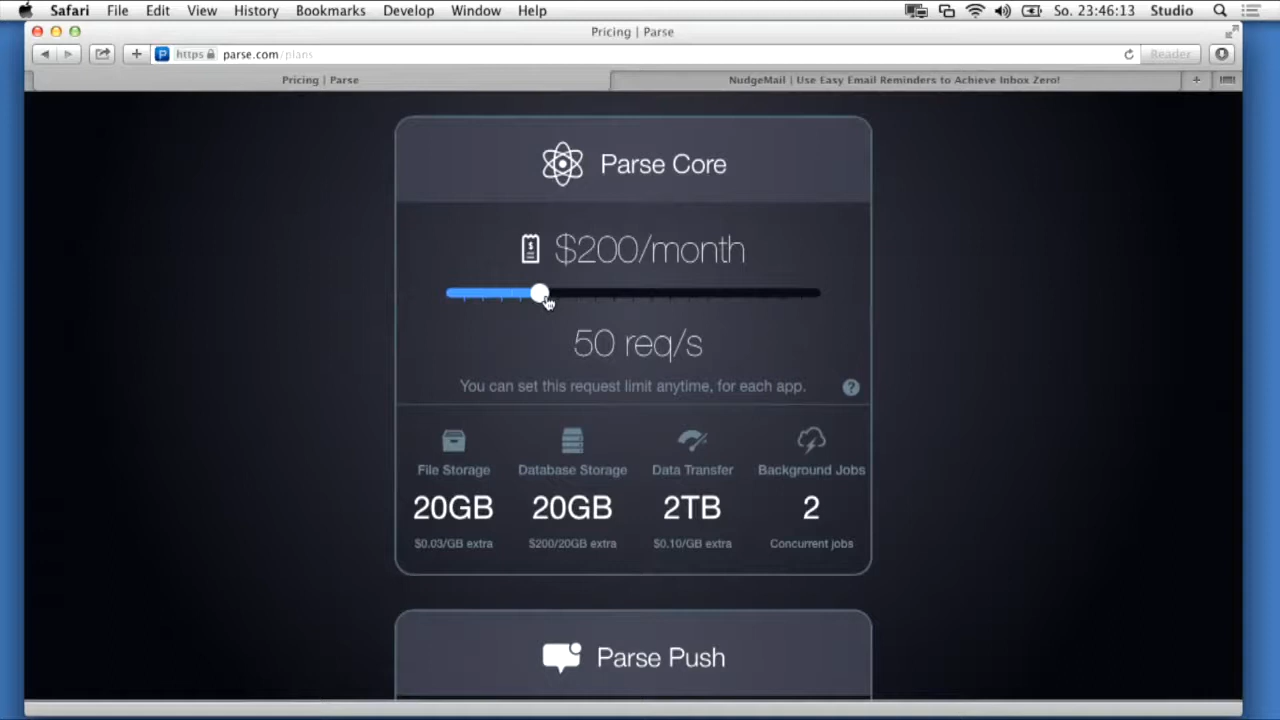 Safari File Edit View History Bookmarks Develop Window Help So. 23:46:13 Studio
Pricing | Parse
https parse.com/plans Reader
Pricing | Parse NudgeMail | Use Easy Email Reminders to Achieve Inbox Zero! +
Parse Core
$200/month
50 req/s
You can set this request limit anytime, for each app. ?
File Storage Database Storage Data Transfer Background Jobs
20GB 20GB 2TB 2
$0.03/GB extra $200/20GB extra $0.10/GB extra Concurrent jobs
Parse Push